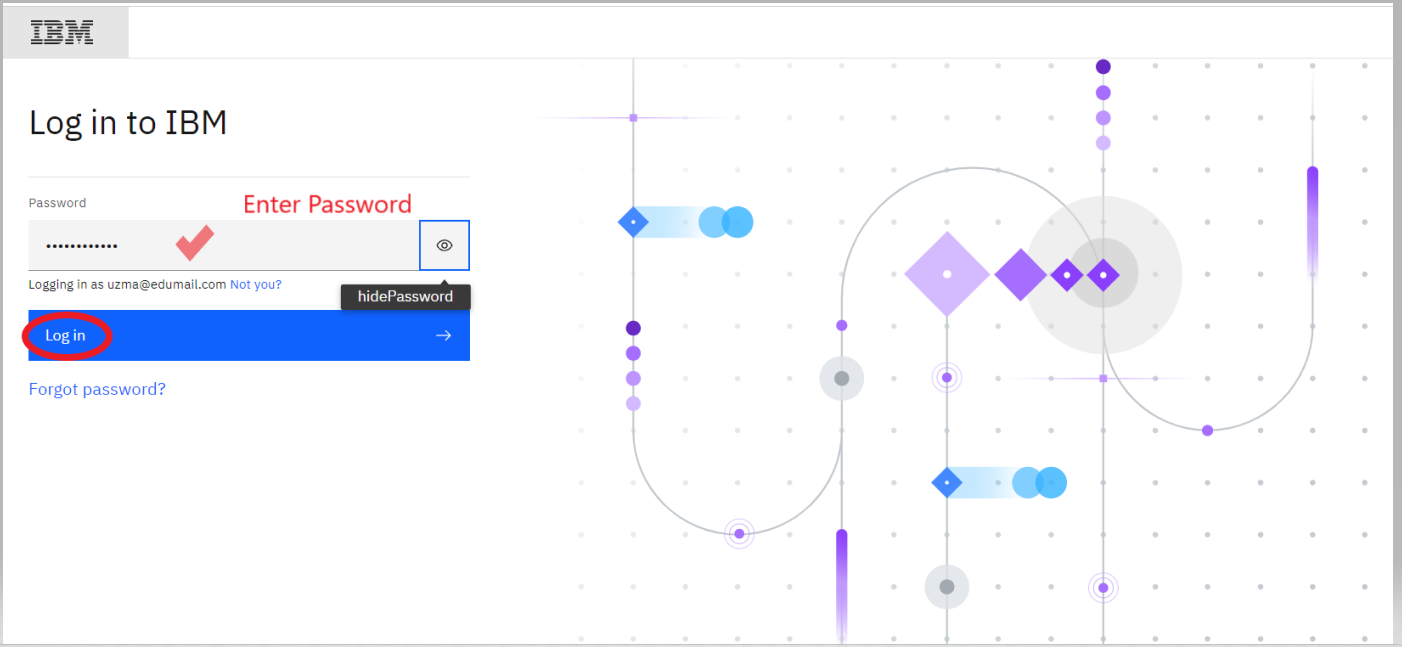 IBM
Log in to IBM
Password
Enter Password
••••••••••••
Logging in as uzma@edumail.com Not you?
hidePassword
Log in
Forgot password?